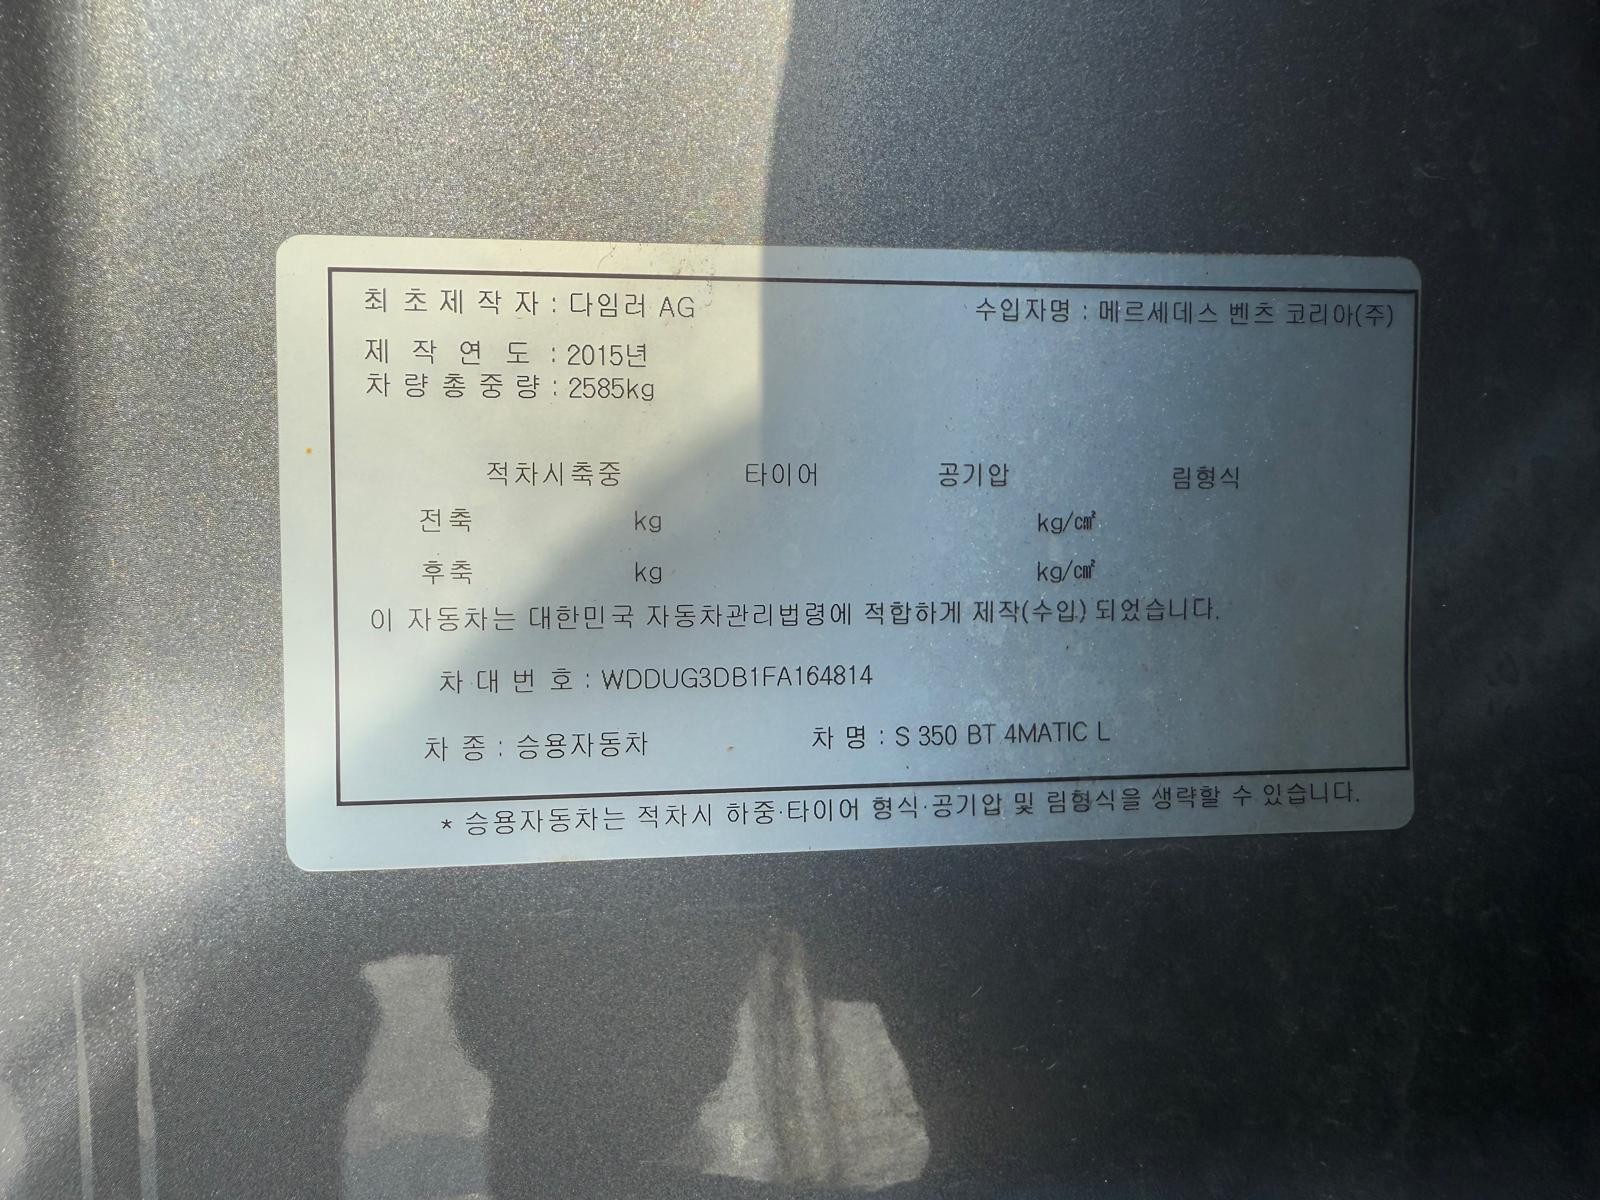 최초제작자 : 다임러 AG 수입자명 : 메르세데스 벤츠 코리아(주)
제작연도 : 2015년
차량총중량 : 2585kg
적차시축중 타이어 공기압 림형식
전축 kg kg/㎠
후축 kg kg/㎠
이 자동차는 대한민국 자동차관리법령에 적합하게 제작(수입) 되었습니다.
차대번호 : WDDUG3DB1FA164814
차종 : 승용자동차 차명 : S 350 BT 4MATIC L
* 승용자동차는 적차시 하중·타이어 형식·공기압 및 림형식을 생략할 수 있습니다.